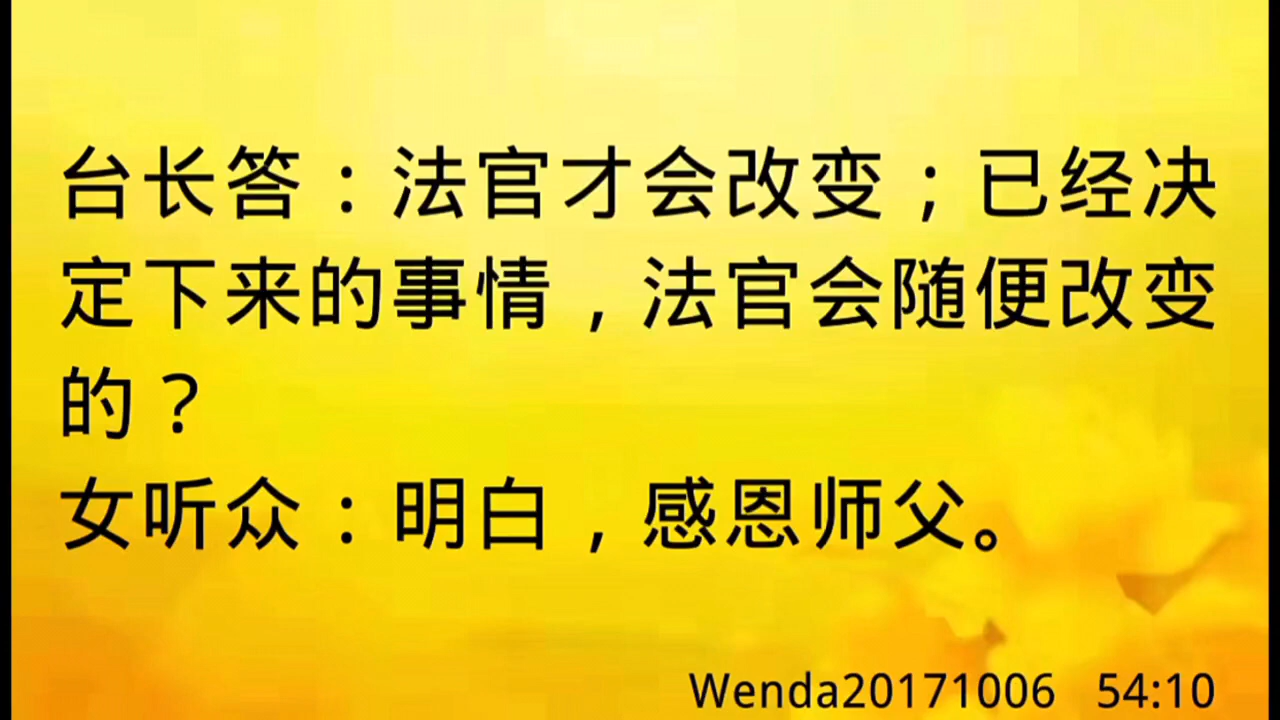 台长答：法官才会改变；已经决
定下来的事情，法官会随便改变
的？
女听众：明白，感恩师父。
Wenda20171006 54:10